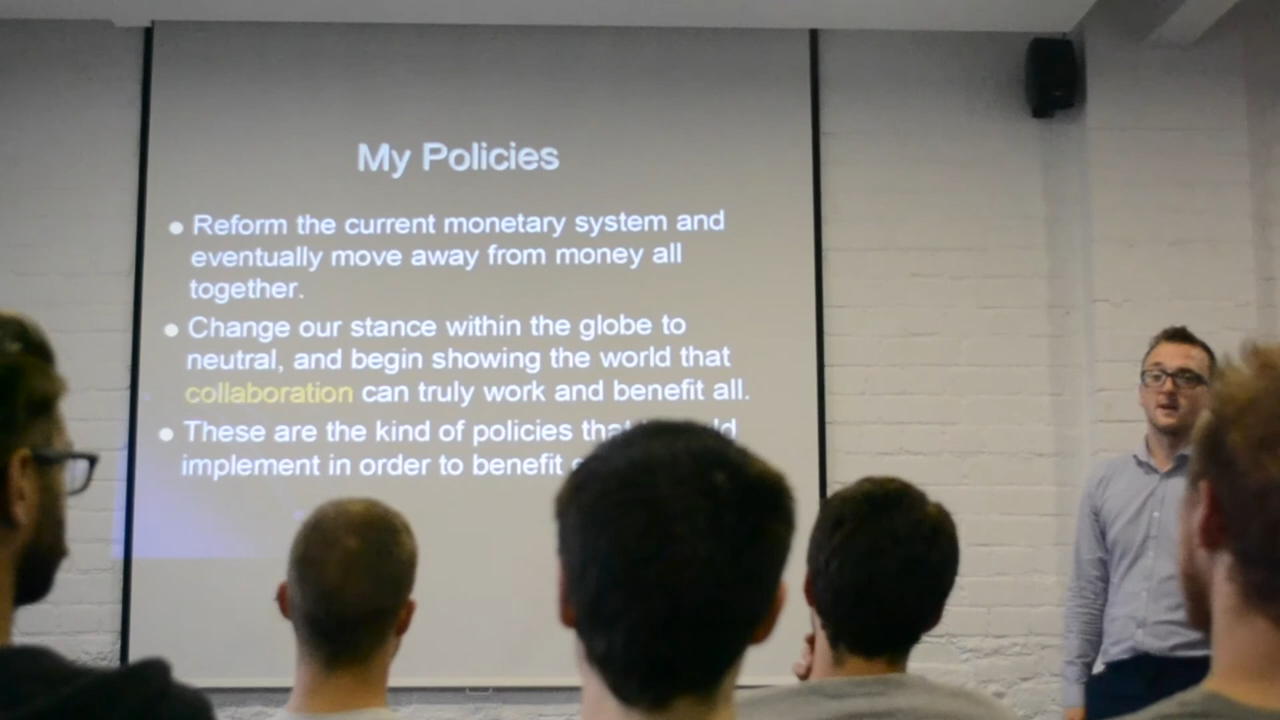 My Policies
Reform the current monetary system and
eventually move away from money all
together.
Change our stance within the globe to
neutral, and begin showing the world that
collaboration can truly work and benefit all.
These are the kind of policies
implement in order to benefit